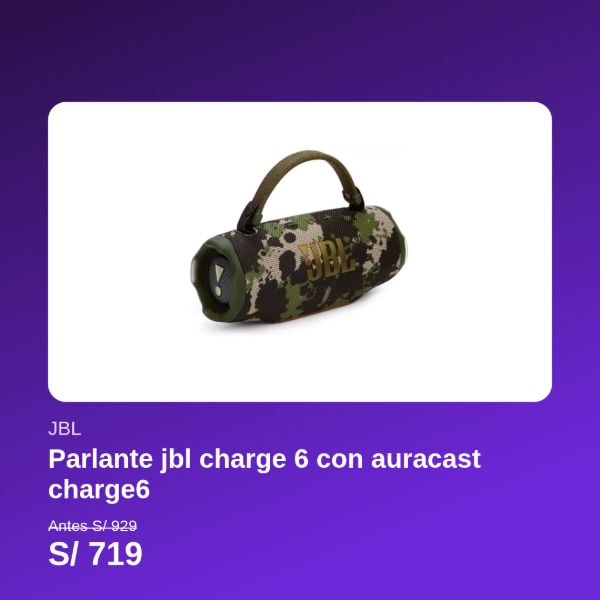 JBL
JBL
Parlante jbl charge 6 con auracast
charge6
Antes S/ 929
S/ 719